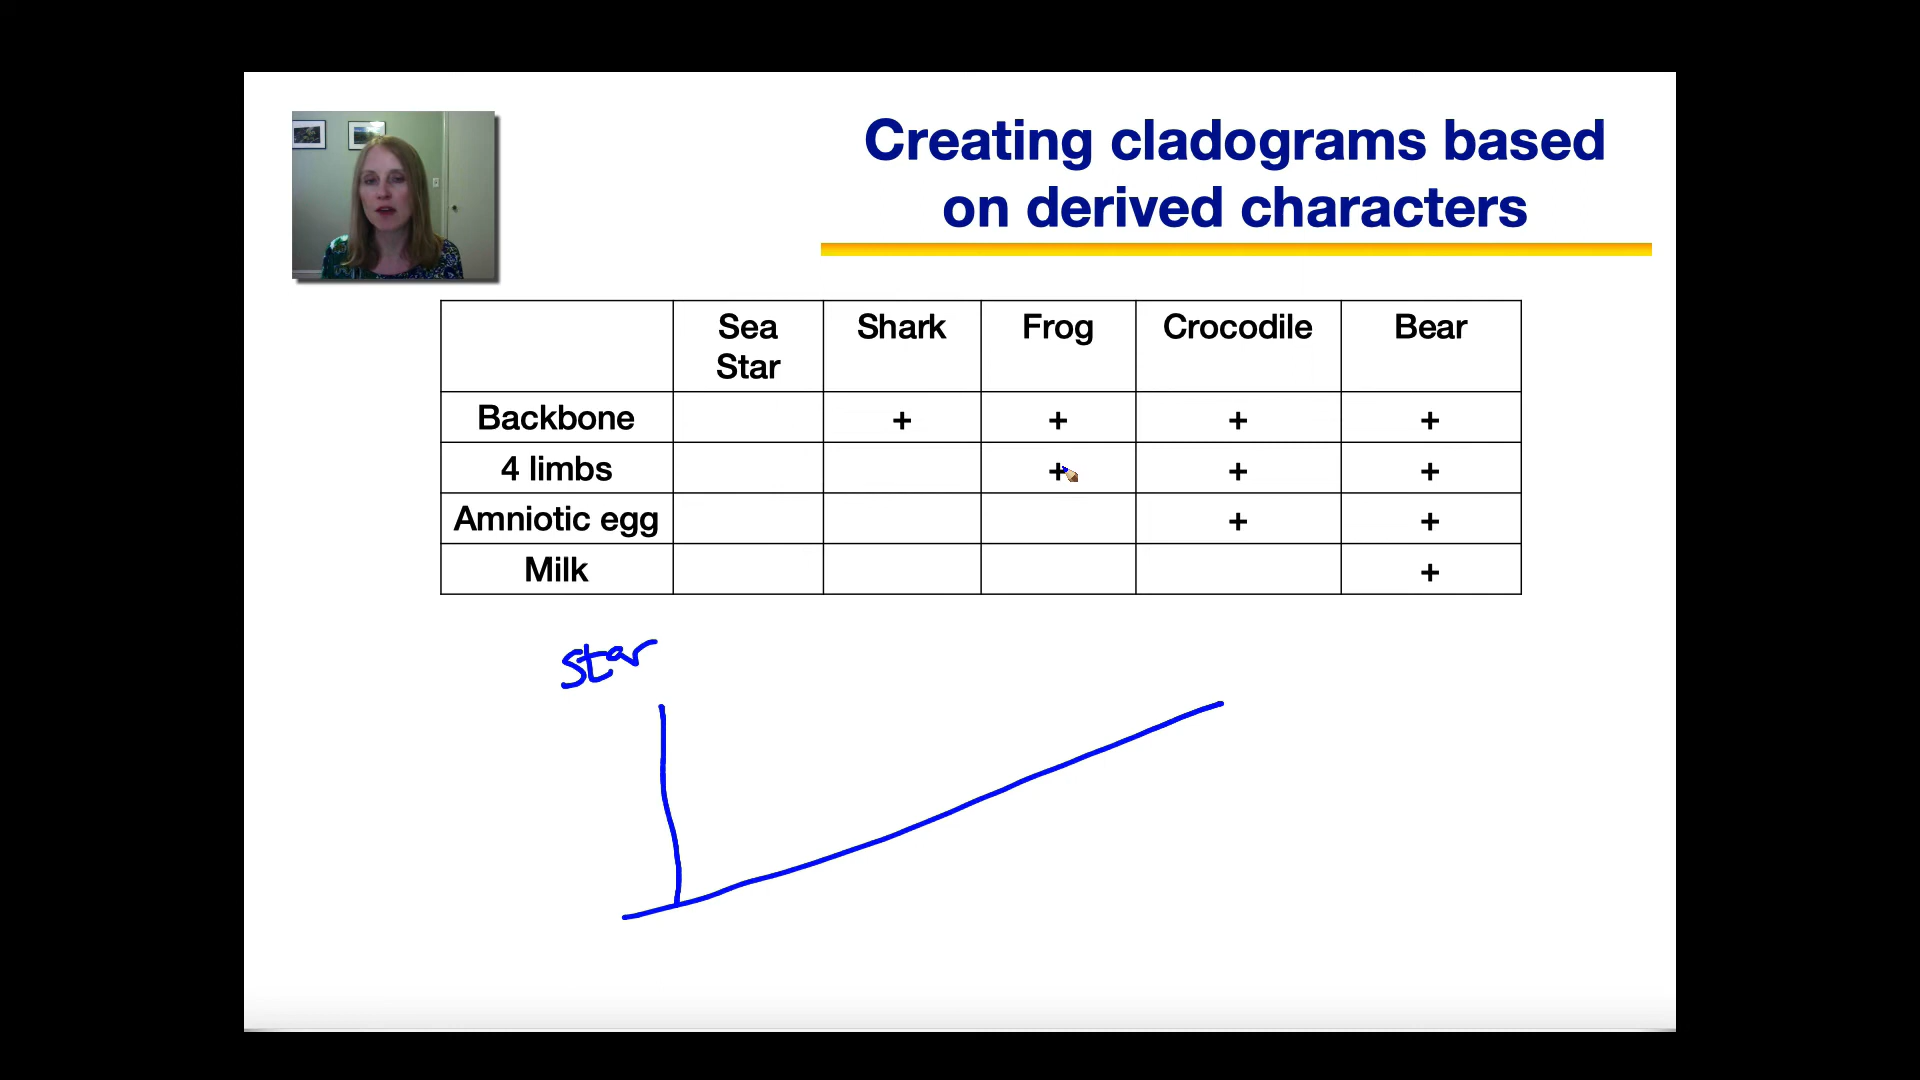 Creating cladograms based
on derived characters
Sea Star Shark Frog Crocodile Bear
Backbone + + + +
4 limbs + + +
Amniotic egg + +
Milk +
Star